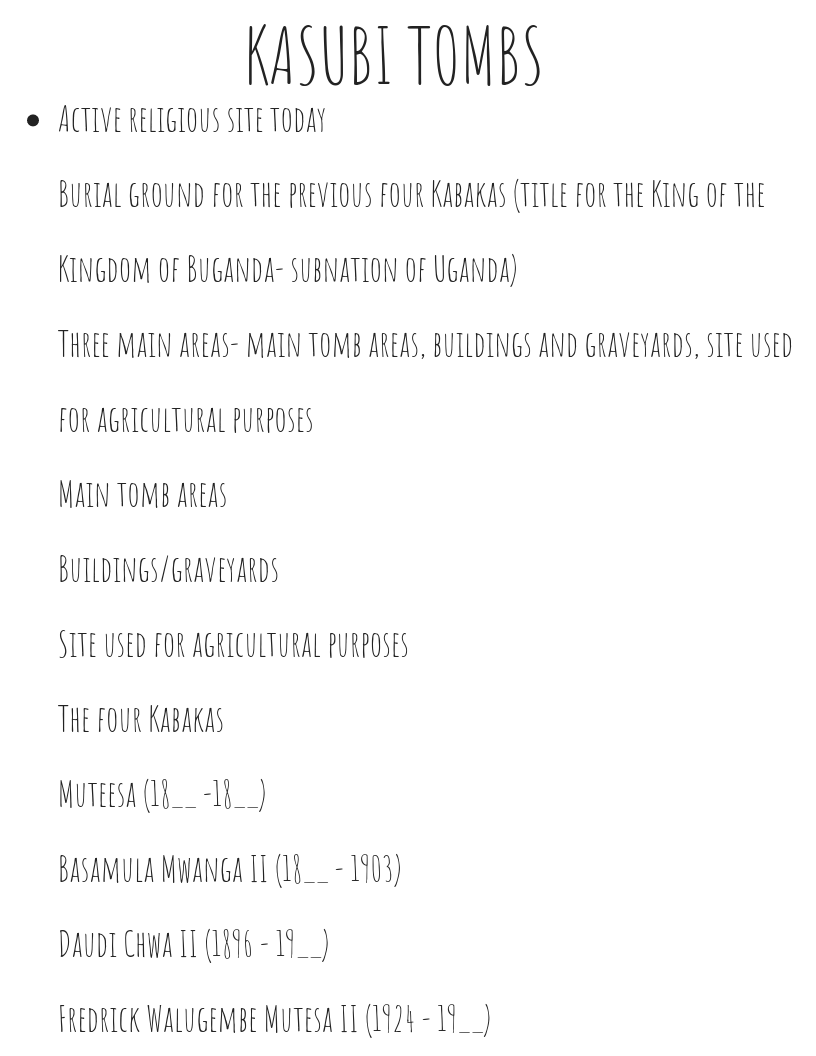 KASUBI TOMBS
• Active religious site today
Burial ground for the previous four Kabakas (title for the King of the
Kingdom of Buganda- subnation of Uganda)
Three main areas- main tomb areas, buildings and graveyards, site used
for agricultural purposes
Main tomb areas
Buildings/graveyards
Site used for agricultural purposes
The four Kabakas
Muteesa (18__ -18__)
Basamula Mwanga II (18__ - 1903)
Daudi Chwa II (1896 - 19__)
Fredrick Walugembe Mutesa II (1924 - 19__)